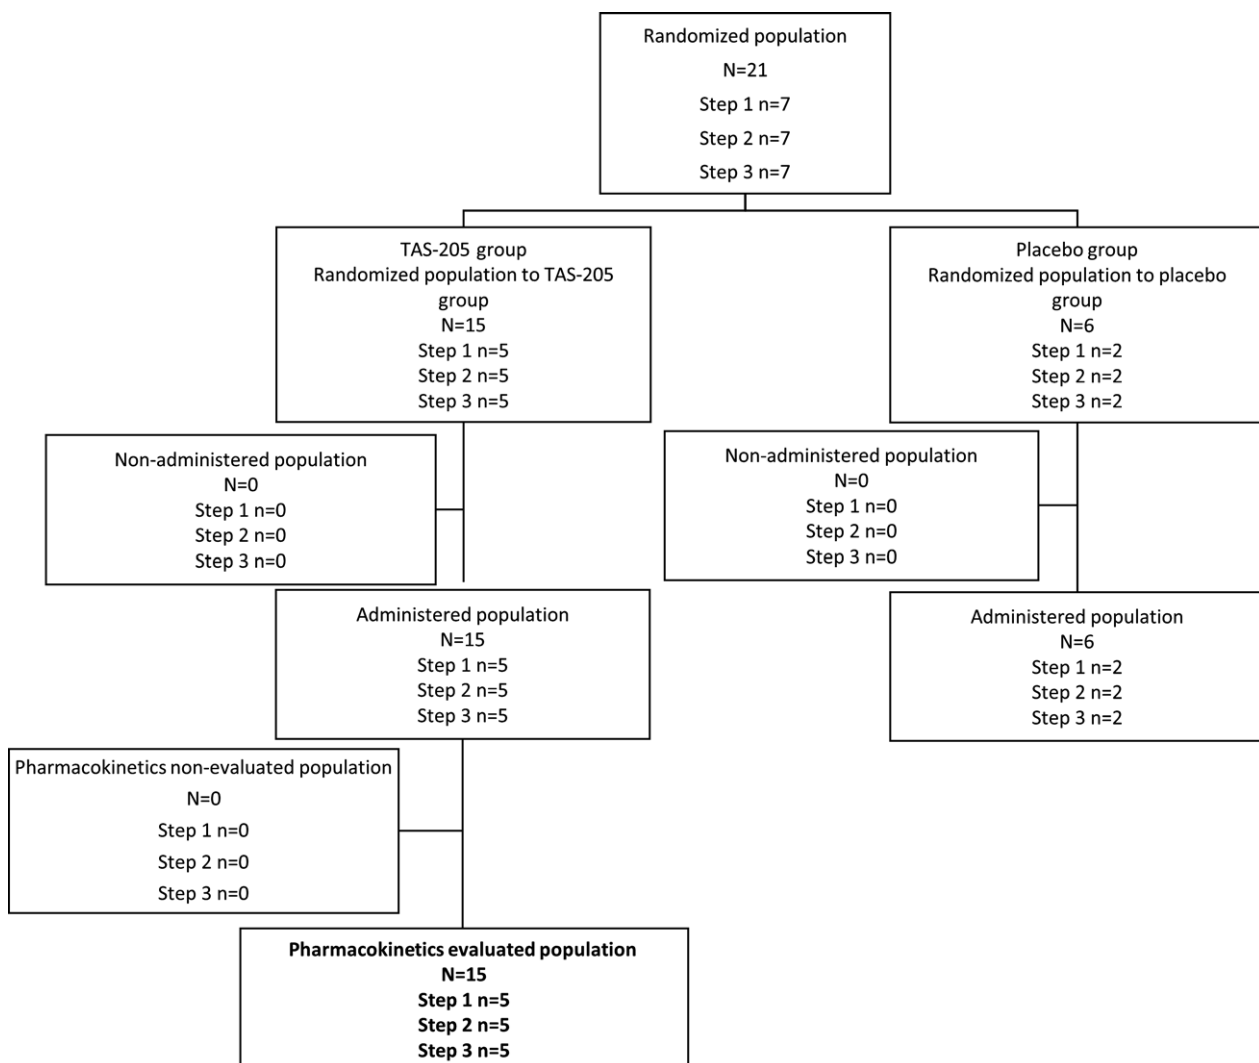 Randomized population
N=21
Step 1 n=7
Step 2 n=7
Step 3 n=7
TAS-205 group
Randomized population to TAS-205
group
N=15
Step 1 n=5
Step 2 n=5
Step 3 n=5
Placebo group
Randomized population to placebo
group
N=6
Step 1 n=2
Step 2 n=2
Step 3 n=2
Non-administered population
N=0
Step 1 n=0
Step 2 n=0
Step 3 n=0
Non-administered population
N=0
Step 1 n=0
Step 2 n=0
Step 3 n=0
Administered population
N=15
Step 1 n=5
Step 2 n=5
Step 3 n=5
Administered population
N=6
Step 1 n=2
Step 2 n=2
Step 3 n=2
Pharmacokinetics non-evaluated population
N=0
Step 1 n=0
Step 2 n=0
Step 3 n=0
Pharmacokinetics evaluated population
N=15
Step 1 n=5
Step 2 n=5
Step 3 n=5